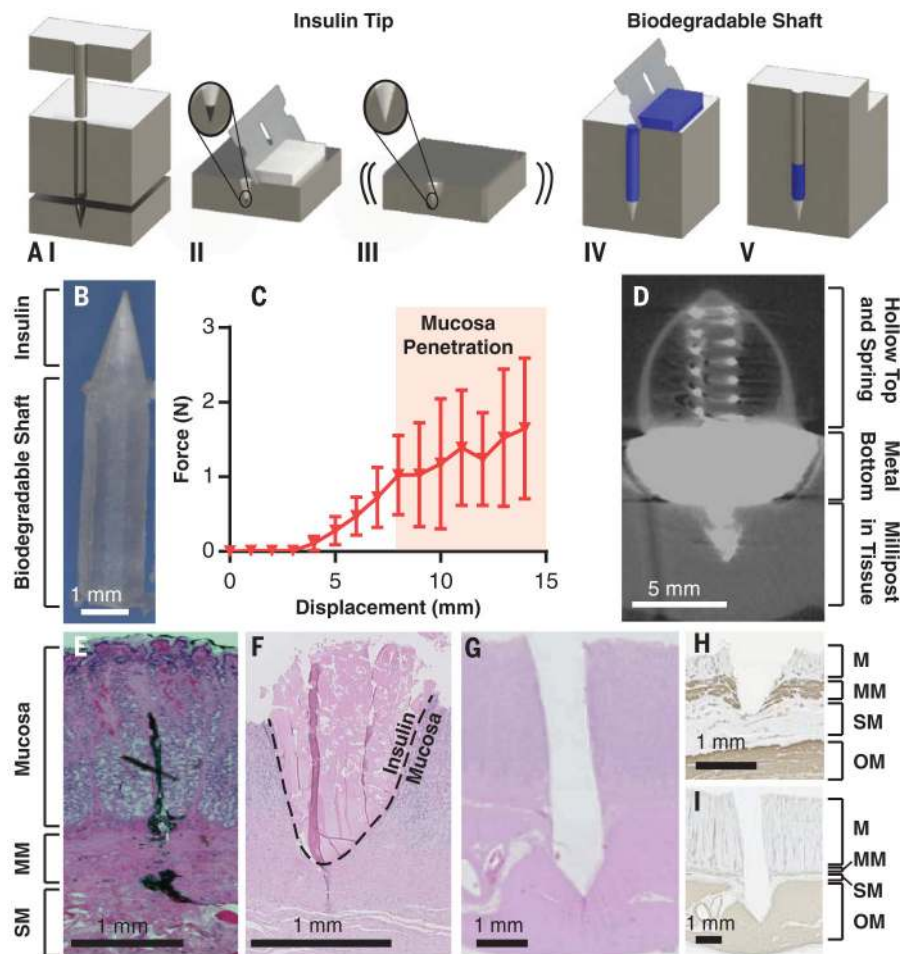 Insulin Tip
Biodegradable Shaft
A I
II
III
IV
V
B
Insulin
Biodegradable Shaft
1 mm
C
Mucosa
Penetration
Force (N)
3
2
1
0
0
5
10
15
Displacement (mm)
D
Hollow Top
and Spring
Metal
Bottom
Millipost
in Tissue
5 mm
E
Mucosa
MM
SM
1 mm
F
Insulin
Mucosa
1 mm
G
1 mm
H
M
MM
SM
OM
1 mm
I
M
MM
SM
OM
1 mm